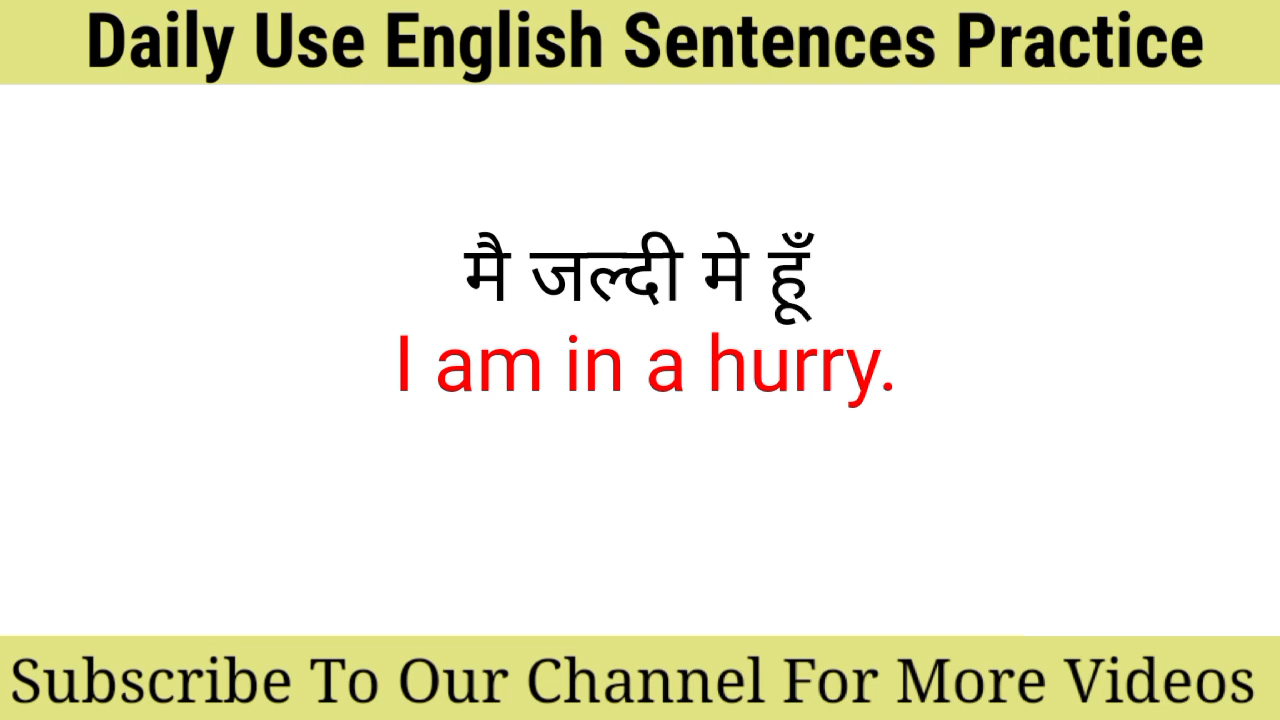 Daily Use English Sentences Practice
मै जल्दी मे हूँ
I am in a hurry.
Subscribe To Our Channel For More Videos